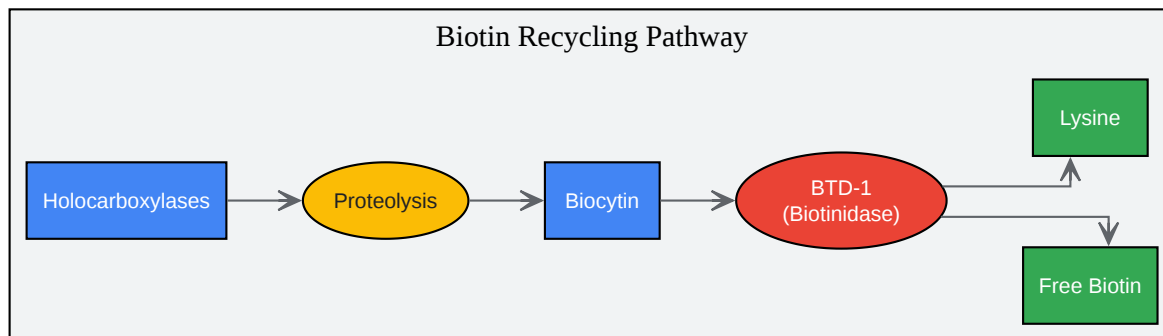 Biotin Recycling Pathway
Holocarboxylases
Proteolysis
Biocytin
BTD-1
(Biotinidase)
Lysine
Free Biotin